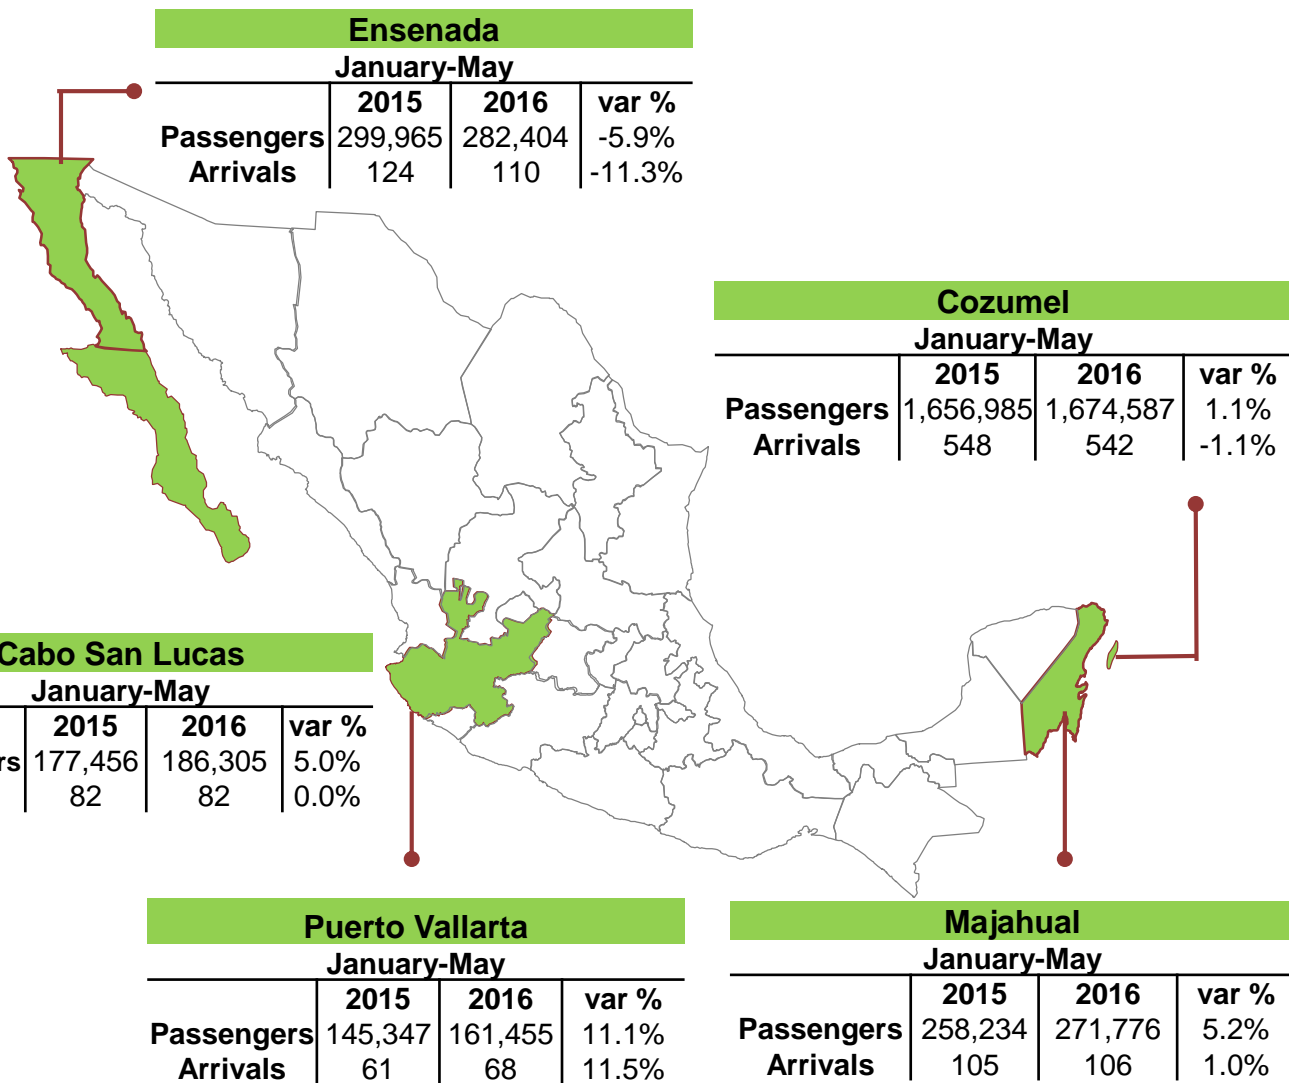 Ensenada
January-May
2015 2016 var %
Passengers 299,965 282,404 -5.9%
Arrivals 124 110 -11.3%
Cozumel
January-May
2015 2016 var %
Passengers 1,656,985 1,674,587 1.1%
Arrivals 548 542 -1.1%
Cabo San Lucas
January-May
2015 2016 var %
rs 177,456 186,305 5.0%
82 82 0.0%
Puerto Vallarta
January-May
2015 2016 var %
Passengers 145,347 161,455 11.1%
Arrivals 61 68 11.5%
Majahual
January-May
2015 2016 var %
Passengers 258,234 271,776 5.2%
Arrivals 105 106 1.0%